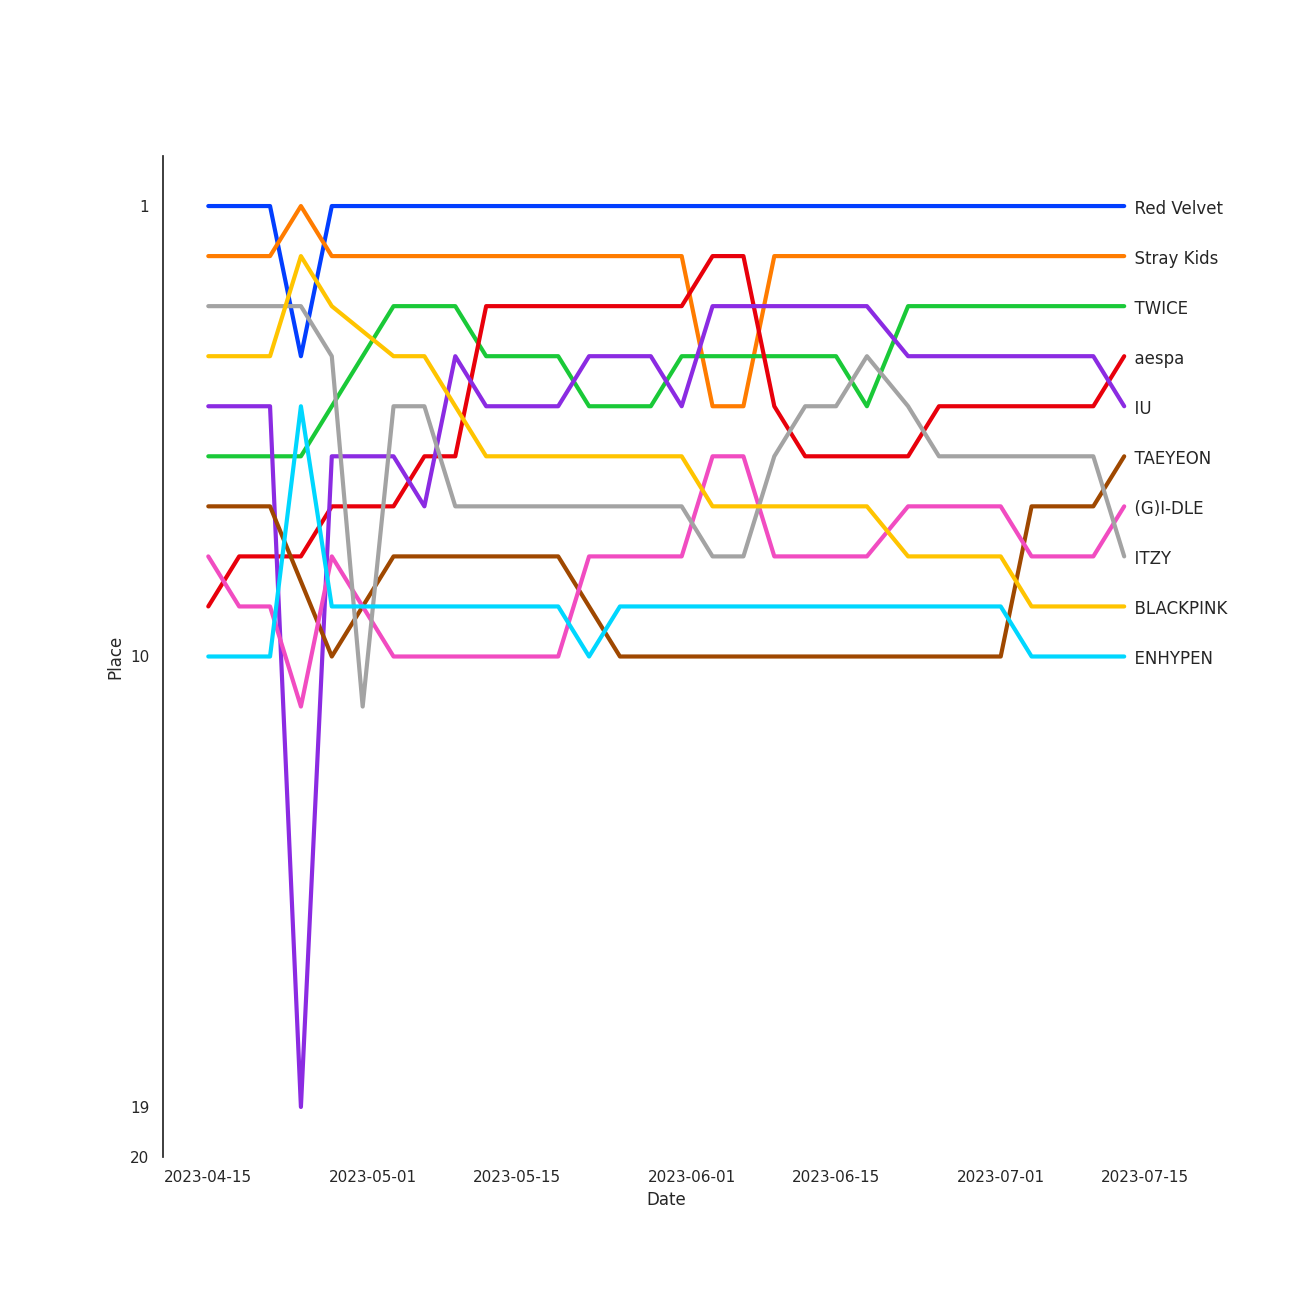 1
10
19
20
Place
Red Velvet
Stray Kids
TWICE
aespa
IU
TAEYEON
(G)I-DLE
ITZY
BLACKPINK
ENHYPEN
2023-04-15 2023-05-01 2023-05-15 2023-06-01 2023-06-15 2023-07-01 2023-07-15
Date